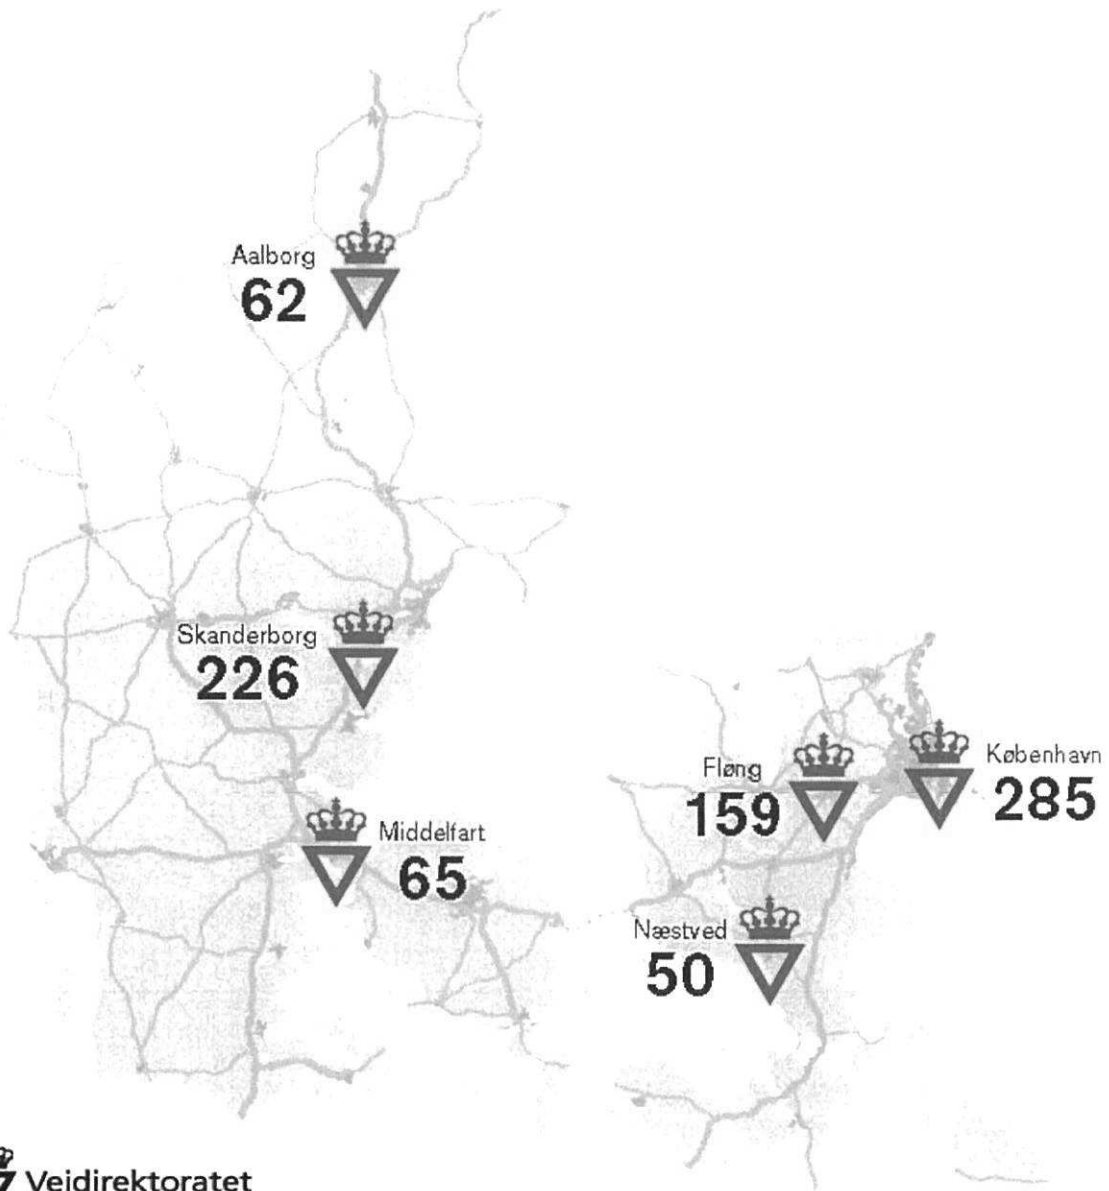 Aalborg
62
Skanderborg
226
Fløng
159
København
285
Middelfart
65
Næstved
50
Vejdirektoratet